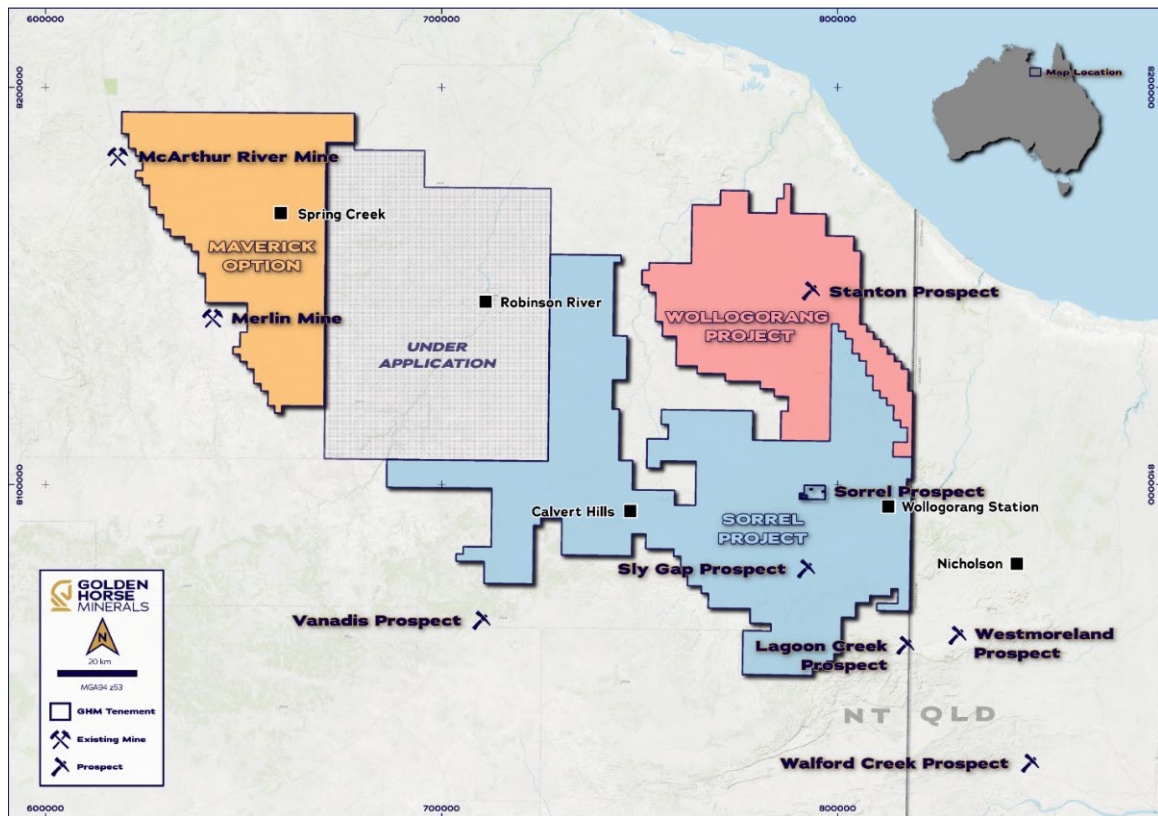 600000
700000
800000
8200000
8200000
Map Location
McArthur River Mine
Spring Creek
MAVERICK
OPTION
Merlin Mine
Robinson River
UNDER
APPLICATION
Stanton Prospect
WOLLOGORANG
PROJECT
8100000
8100000
Sorrel Prospect
Wollogorang Station
Calvert Hills
SORREL
PROJECT
Sly Gap Prospect
Nicholson
Vanadis Prospect
Lagoon Creek
Prospect
Westmoreland
Prospect
NT QLD
Walford Creek Prospect
GOLDEN
HORSE
MINERALS
N
20 km
MGA94 z53
GHM Tenement
Existing Mine
Prospect
600000
700000
800000